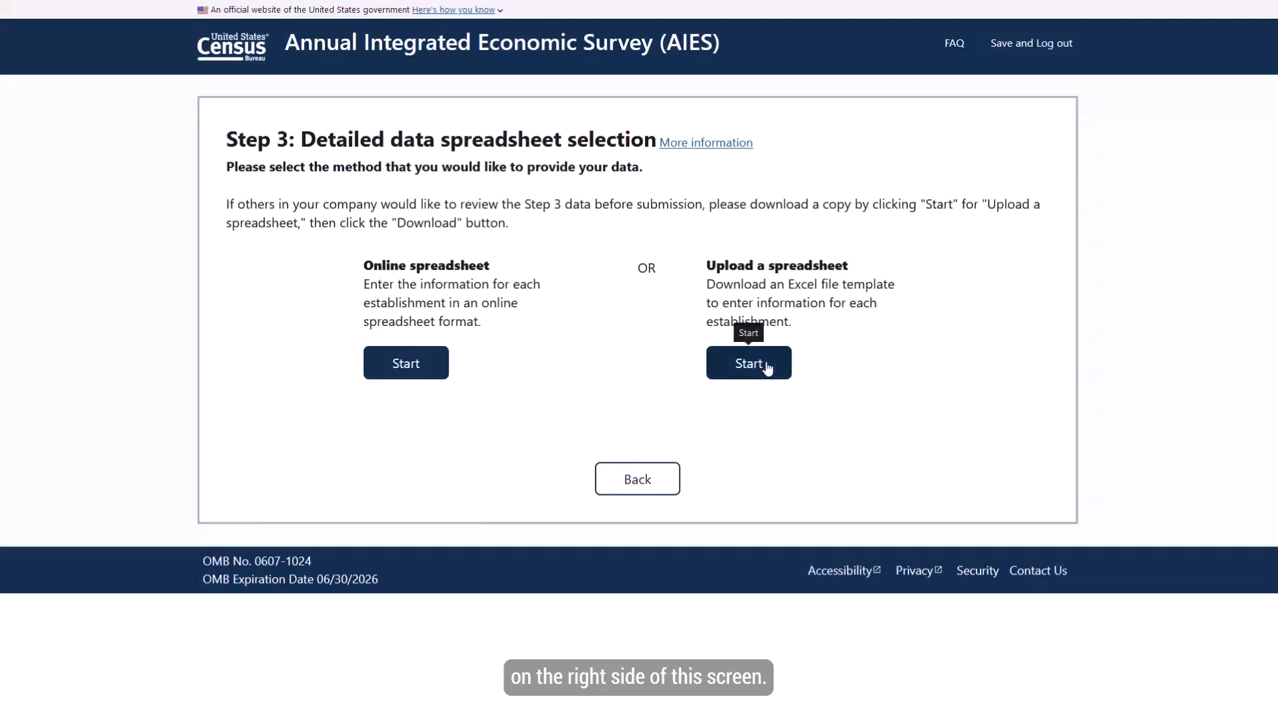 An official website of the United States government Here's how you know
United States®
Census
Bureau
Annual Integrated Economic Survey (AIES)
FAQ
Save and Log out
Step 3: Detailed data spreadsheet selection More information
Please select the method that you would like to provide your data.
If others in your company would like to review the Step 3 data before submission, please download a copy by clicking "Start" for "Upload a
spreadsheet," then click the "Download" button.
Online spreadsheet
Enter the information for each
establishment in an online
spreadsheet format.
Start
OR
Upload a spreadsheet
Download an Excel file template
to enter information for each
establishment.
Start
Start
Back
OMB No. 0607-1024
OMB Expiration Date 06/30/2026
Accessibility
Privacy
Security
Contact Us
on the right side of this screen.